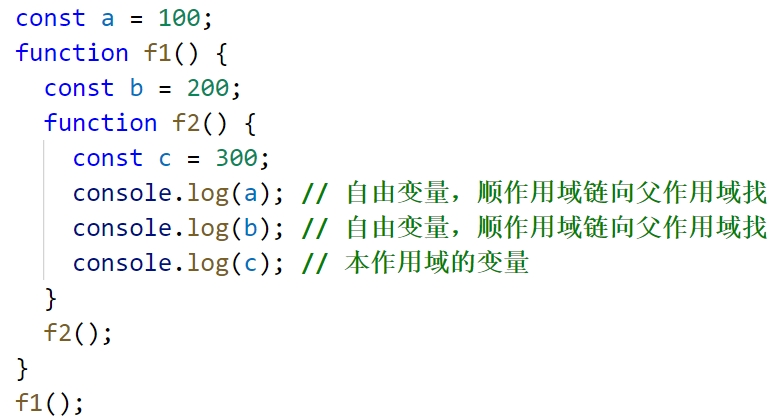 const a = 100;
function f1() {
  const b = 200;
  function f2() {
    const c = 300;
    console.log(a); // 自由变量，顺作用域链向父作用域找
    console.log(b); // 自由变量，顺作用域链向父作用域找
    console.log(c); // 本作用域的变量
  }
  f2();
}
f1();